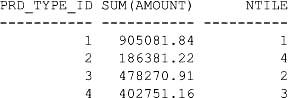 PRD_TYPE_ID SUM(AMOUNT) NTILE
----------- ----------- ----------
1 905081.84 1
2 186381.22 4
3 478270.91 2
4 402751.16 3